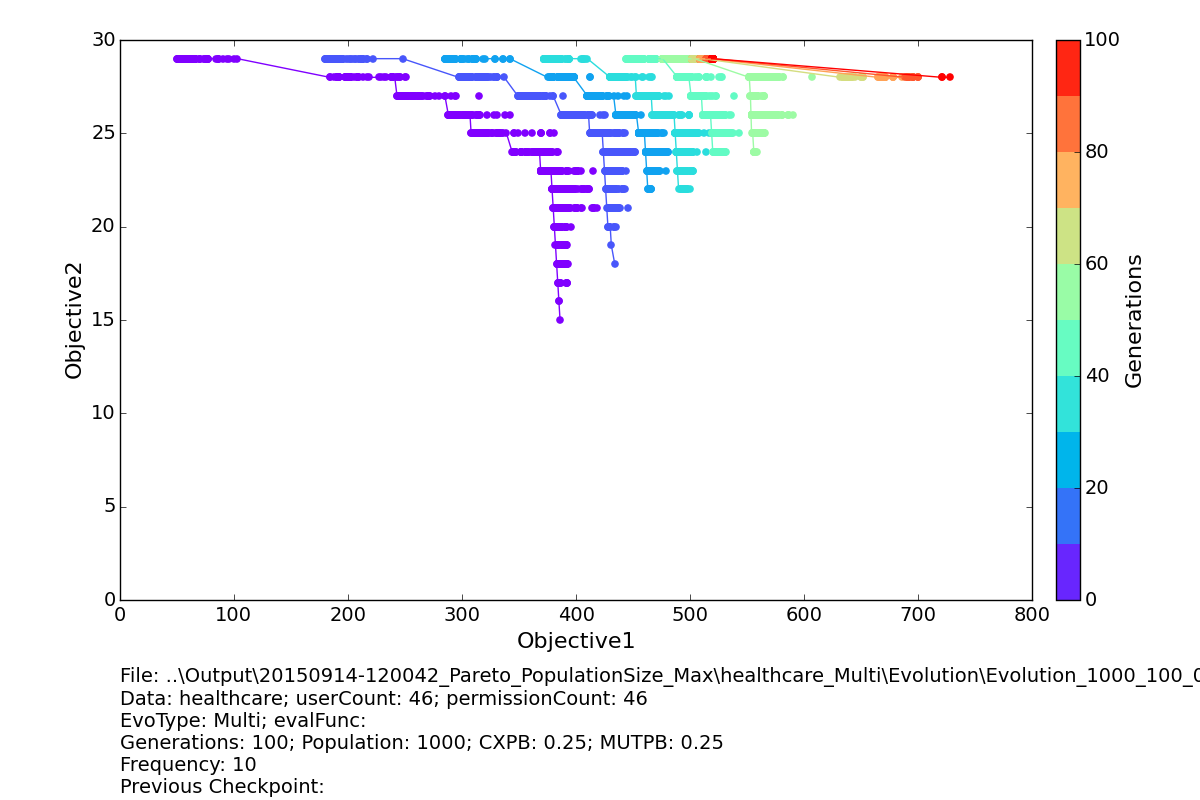 30
25
20
15
10
5
0
Objective2
0 100 200 300 400 500 600 700 800
Objective1
100
80
60
40
20
0
Generations
File: ..\Output\20150914-120042_Pareto_PopulationSize_Max\healthcare_Multi\Evolution\Evolution_1000_100_0
Data: healthcare; userCount: 46; permissionCount: 46
EvoType: Multi; evalFunc:
Generations: 100; Population: 1000; CXPB: 0.25; MUTPB: 0.25
Frequency: 10
Previous Checkpoint: